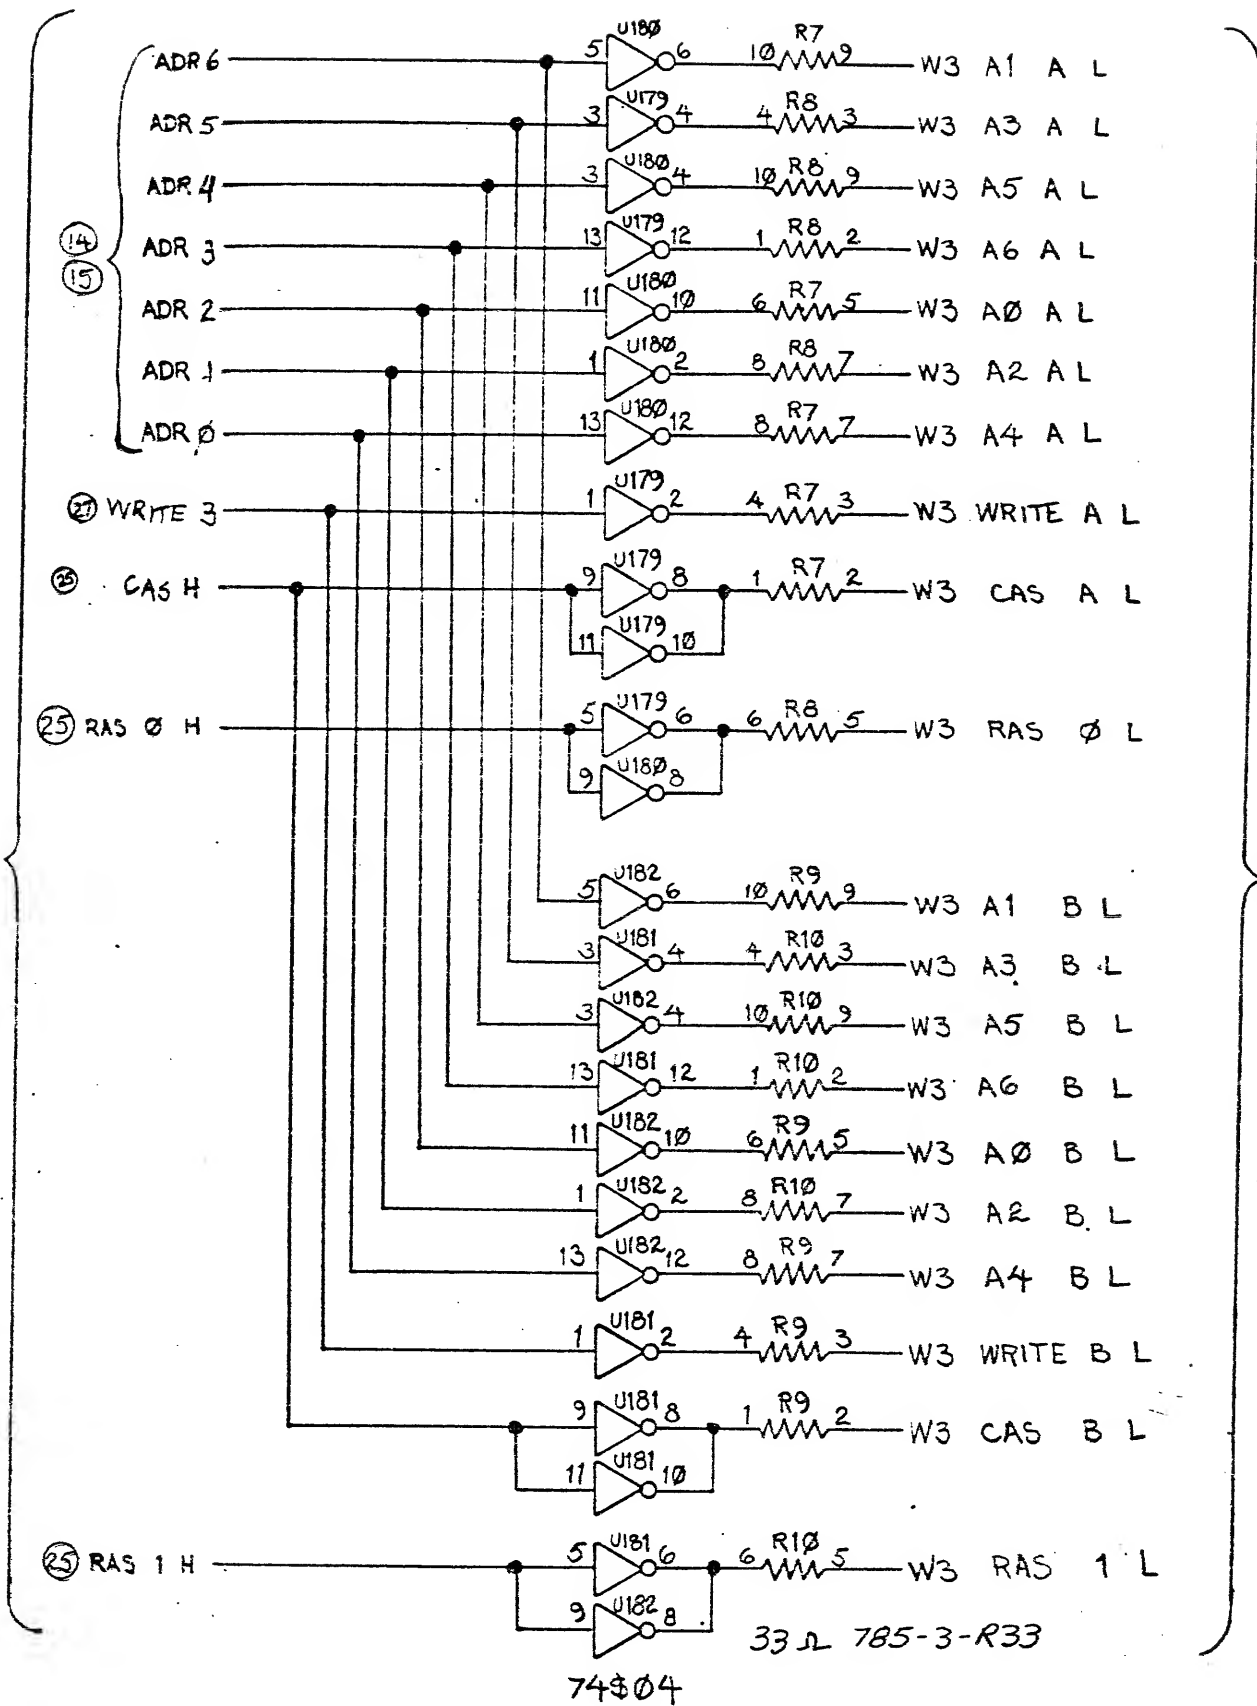 U18Ø R7
ADR 6 5 6 1Ø 9 W3 A1 A L
U179 R8
ADR 5 3 4 4 3 W3 A3 A L
U18Ø R8
ADR 4 3 4 1Ø 9 W3 A5 A L
14 U179 R8
ADR 3 13 12 1 2 W3 A6 A L
15 U18Ø R7
ADR 2 11 1Ø 6 5 W3 AØ A L
U18Ø R8
ADR 1 1 2 8 7 W3 A2 A L
U18Ø R7
ADR Ø 13 12 8 7 W3 A4 A L
U179 R7
27 WRITE 3 1 2 4 3 W3 WRITE A L
U179 R7
25 CAS H 9 8 1 2 W3 CAS A L
U179
11 1Ø
U179 R8
25 RAS Ø H 5 6 6 5 W3 RAS Ø L
U18Ø
9 8
U182 R9
5 6 1Ø 9 W3 A1 B L
U181 R1Ø
3 4 4 3 W3 A3 B L
U182 R1Ø
3 4 1Ø 9 W3 A5 B L
U181 R1Ø
13 12 1 2 W3 A6 B L
U182 R9
11 1Ø 6 5 W3 AØ B L
U182 R1Ø
1 2 8 7 W3 A2 B L
U182 R9
13 12 8 7 W3 A4 B L
U181 R9
1 2 4 3 W3 WRITE B L
U181 R9
9 8 1 2 W3 CAS B L
U181
11 1Ø
U181 R1Ø
25 RAS 1 H 5 6 6 5 W3 RAS 1 L
U182
9 8
33 Ω 785-3-R33
74SØ4